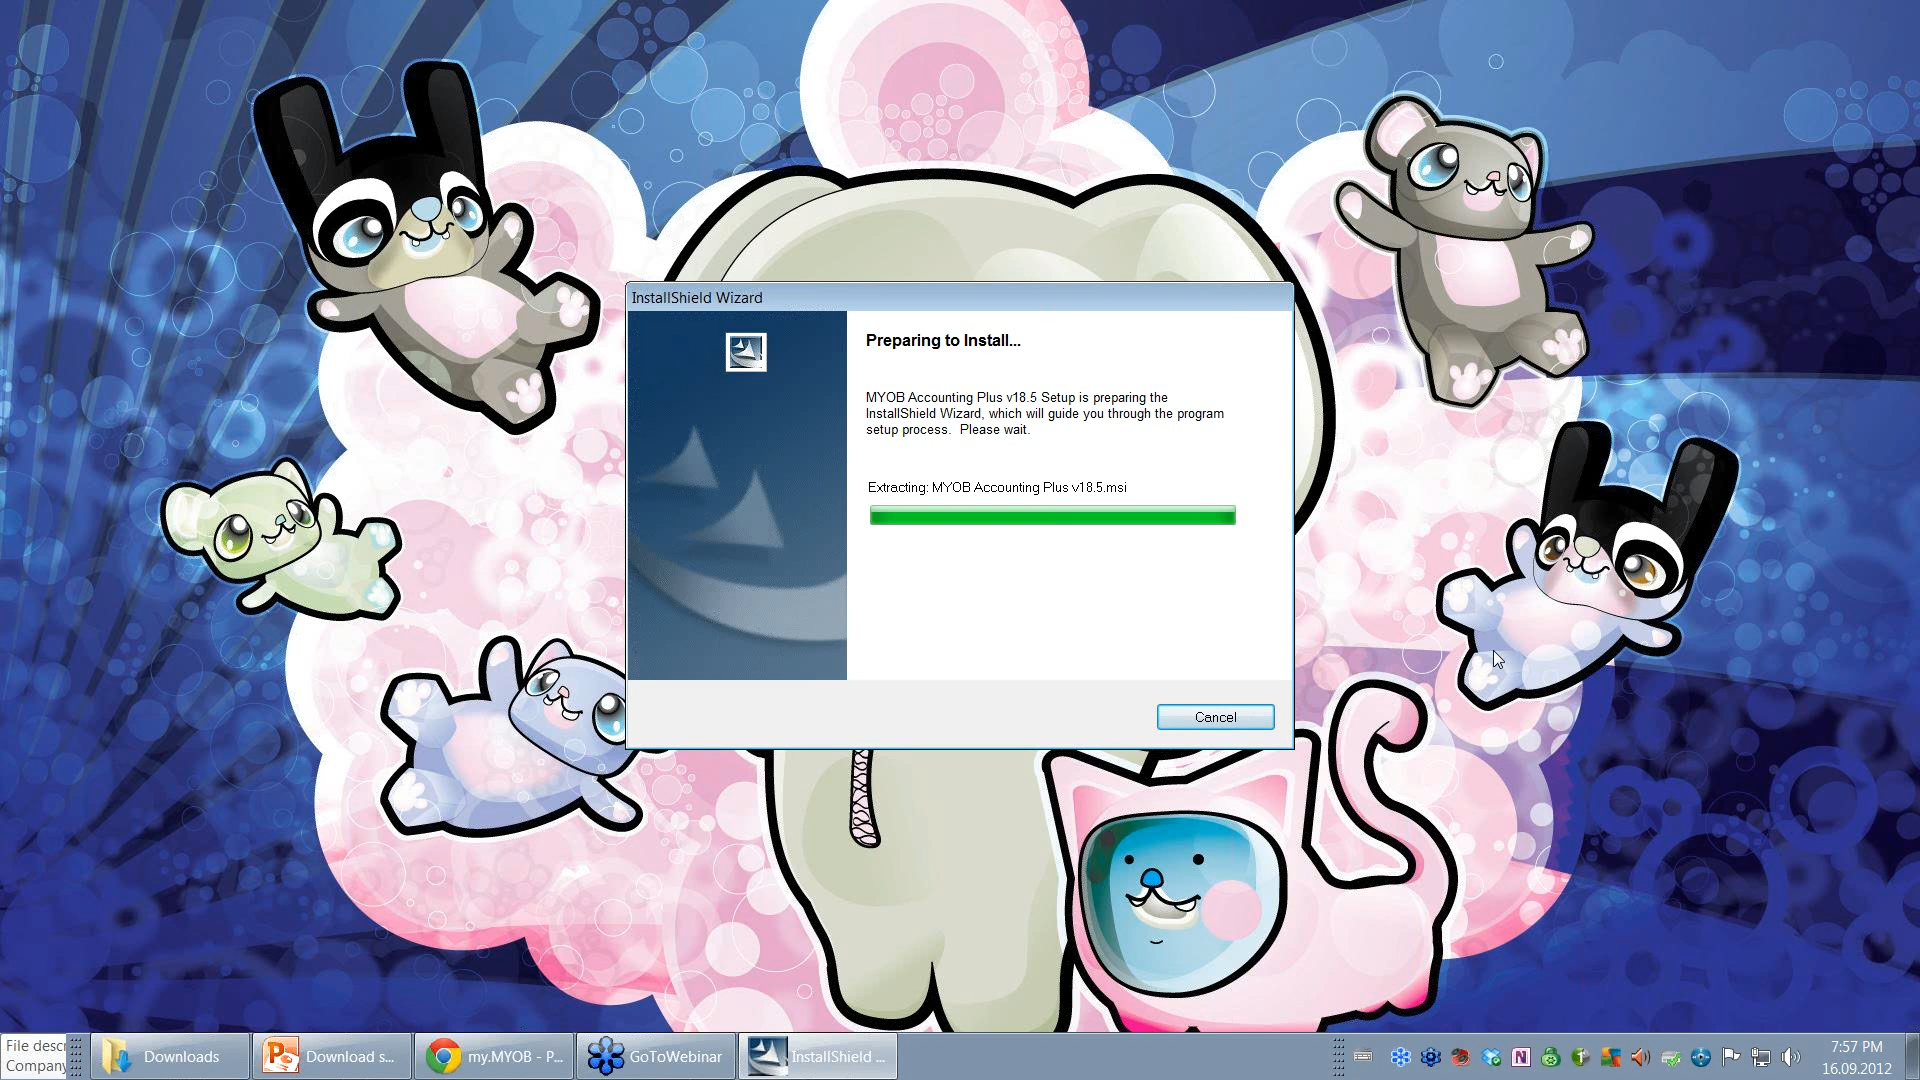 InstallShield Wizard
Preparing to Install...
MYOB Accounting Plus v18.5 Setup is preparing the
InstallShield Wizard, which will guide you through the program
setup process.  Please wait.
Extracting: MYOB Accounting Plus v18.5.msi
Cancel
File descr
Company
Downloads
Download s...
my.MYOB - P...
GoToWebinar
InstallShield ...
7:57 PM
16.09.2012